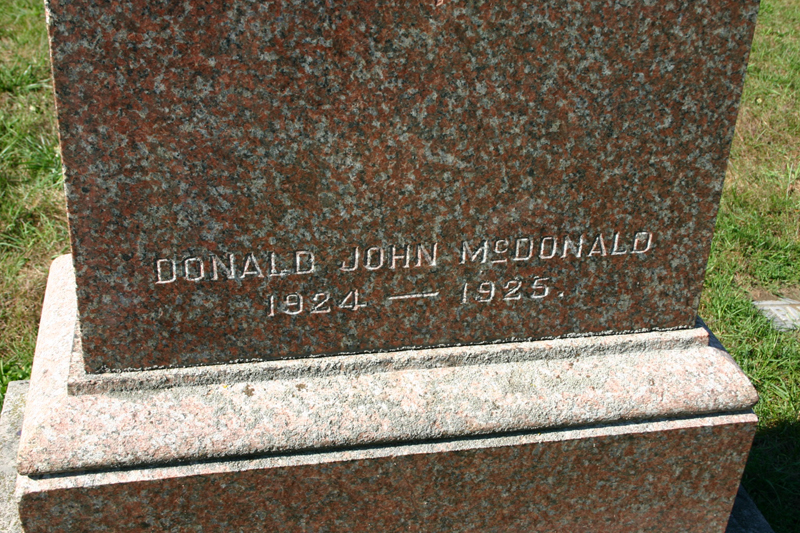 DONALD JOHN McDONALD
1924 — 1925.